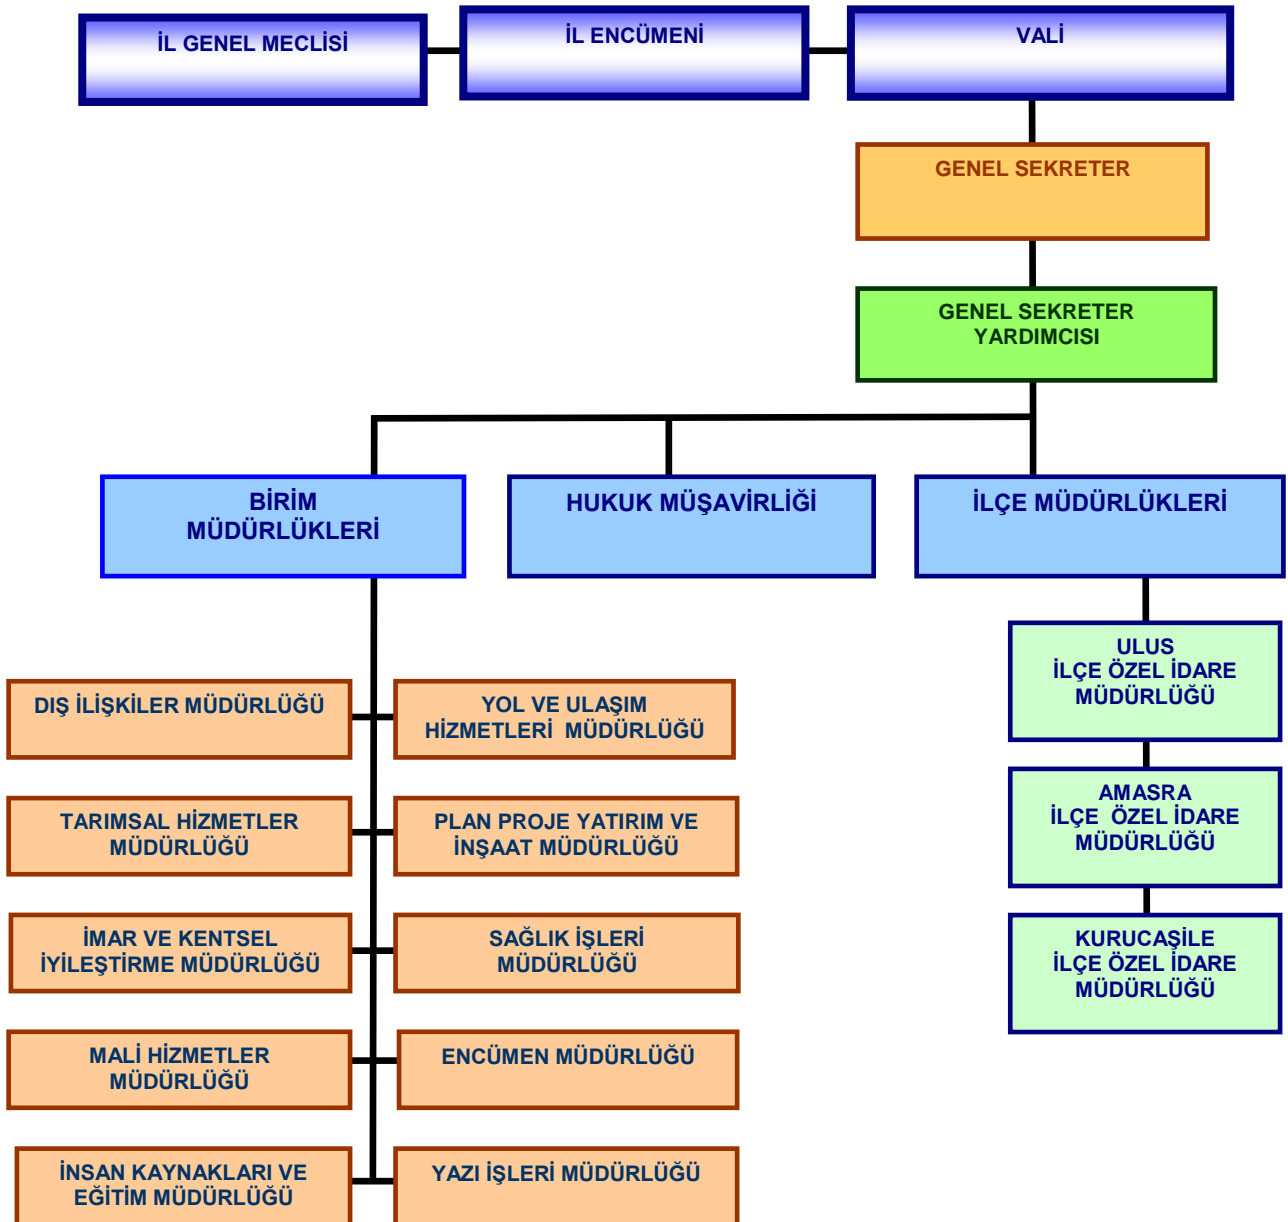 İL GENEL MECLİSİ
İL ENCÜMENİ
VALİ
GENEL SEKRETER
GENEL SEKRETER
YARDIMCISI
BİRİM
MÜDÜRLÜKLERİ
HUKUK MÜŞAVİRLİĞİ
İLÇE MÜDÜRLÜKLERİ
ULUS
İLÇE ÖZEL İDARE
MÜDÜRLÜĞÜ
AMASRA
İLÇE ÖZEL İDARE
MÜDÜRLÜĞÜ
KURUCAŞİLE
İLÇE ÖZEL İDARE
MÜDÜRLÜĞÜ
DIŞ İLİŞKİLER MÜDÜRLÜĞÜ
YOL VE ULAŞIM
HİZMETLERİ MÜDÜRLÜĞÜ
TARIMSAL HİZMETLER
MÜDÜRLÜĞÜ
PLAN PROJE YATIRIM VE
İNŞAAT MÜDÜRLÜĞÜ
İMAR VE KENTSEL
İYİLEŞTİRME MÜDÜRLÜĞÜ
SAĞLIK İŞLERİ
MÜDÜRLÜĞÜ
MALİ HİZMETLER
MÜDÜRLÜĞÜ
ENCÜMEN MÜDÜRLÜĞÜ
İNSAN KAYNAKLARI VE
EĞİTİM MÜDÜRLÜĞÜ
YAZI İŞLERİ MÜDÜRLÜĞÜ